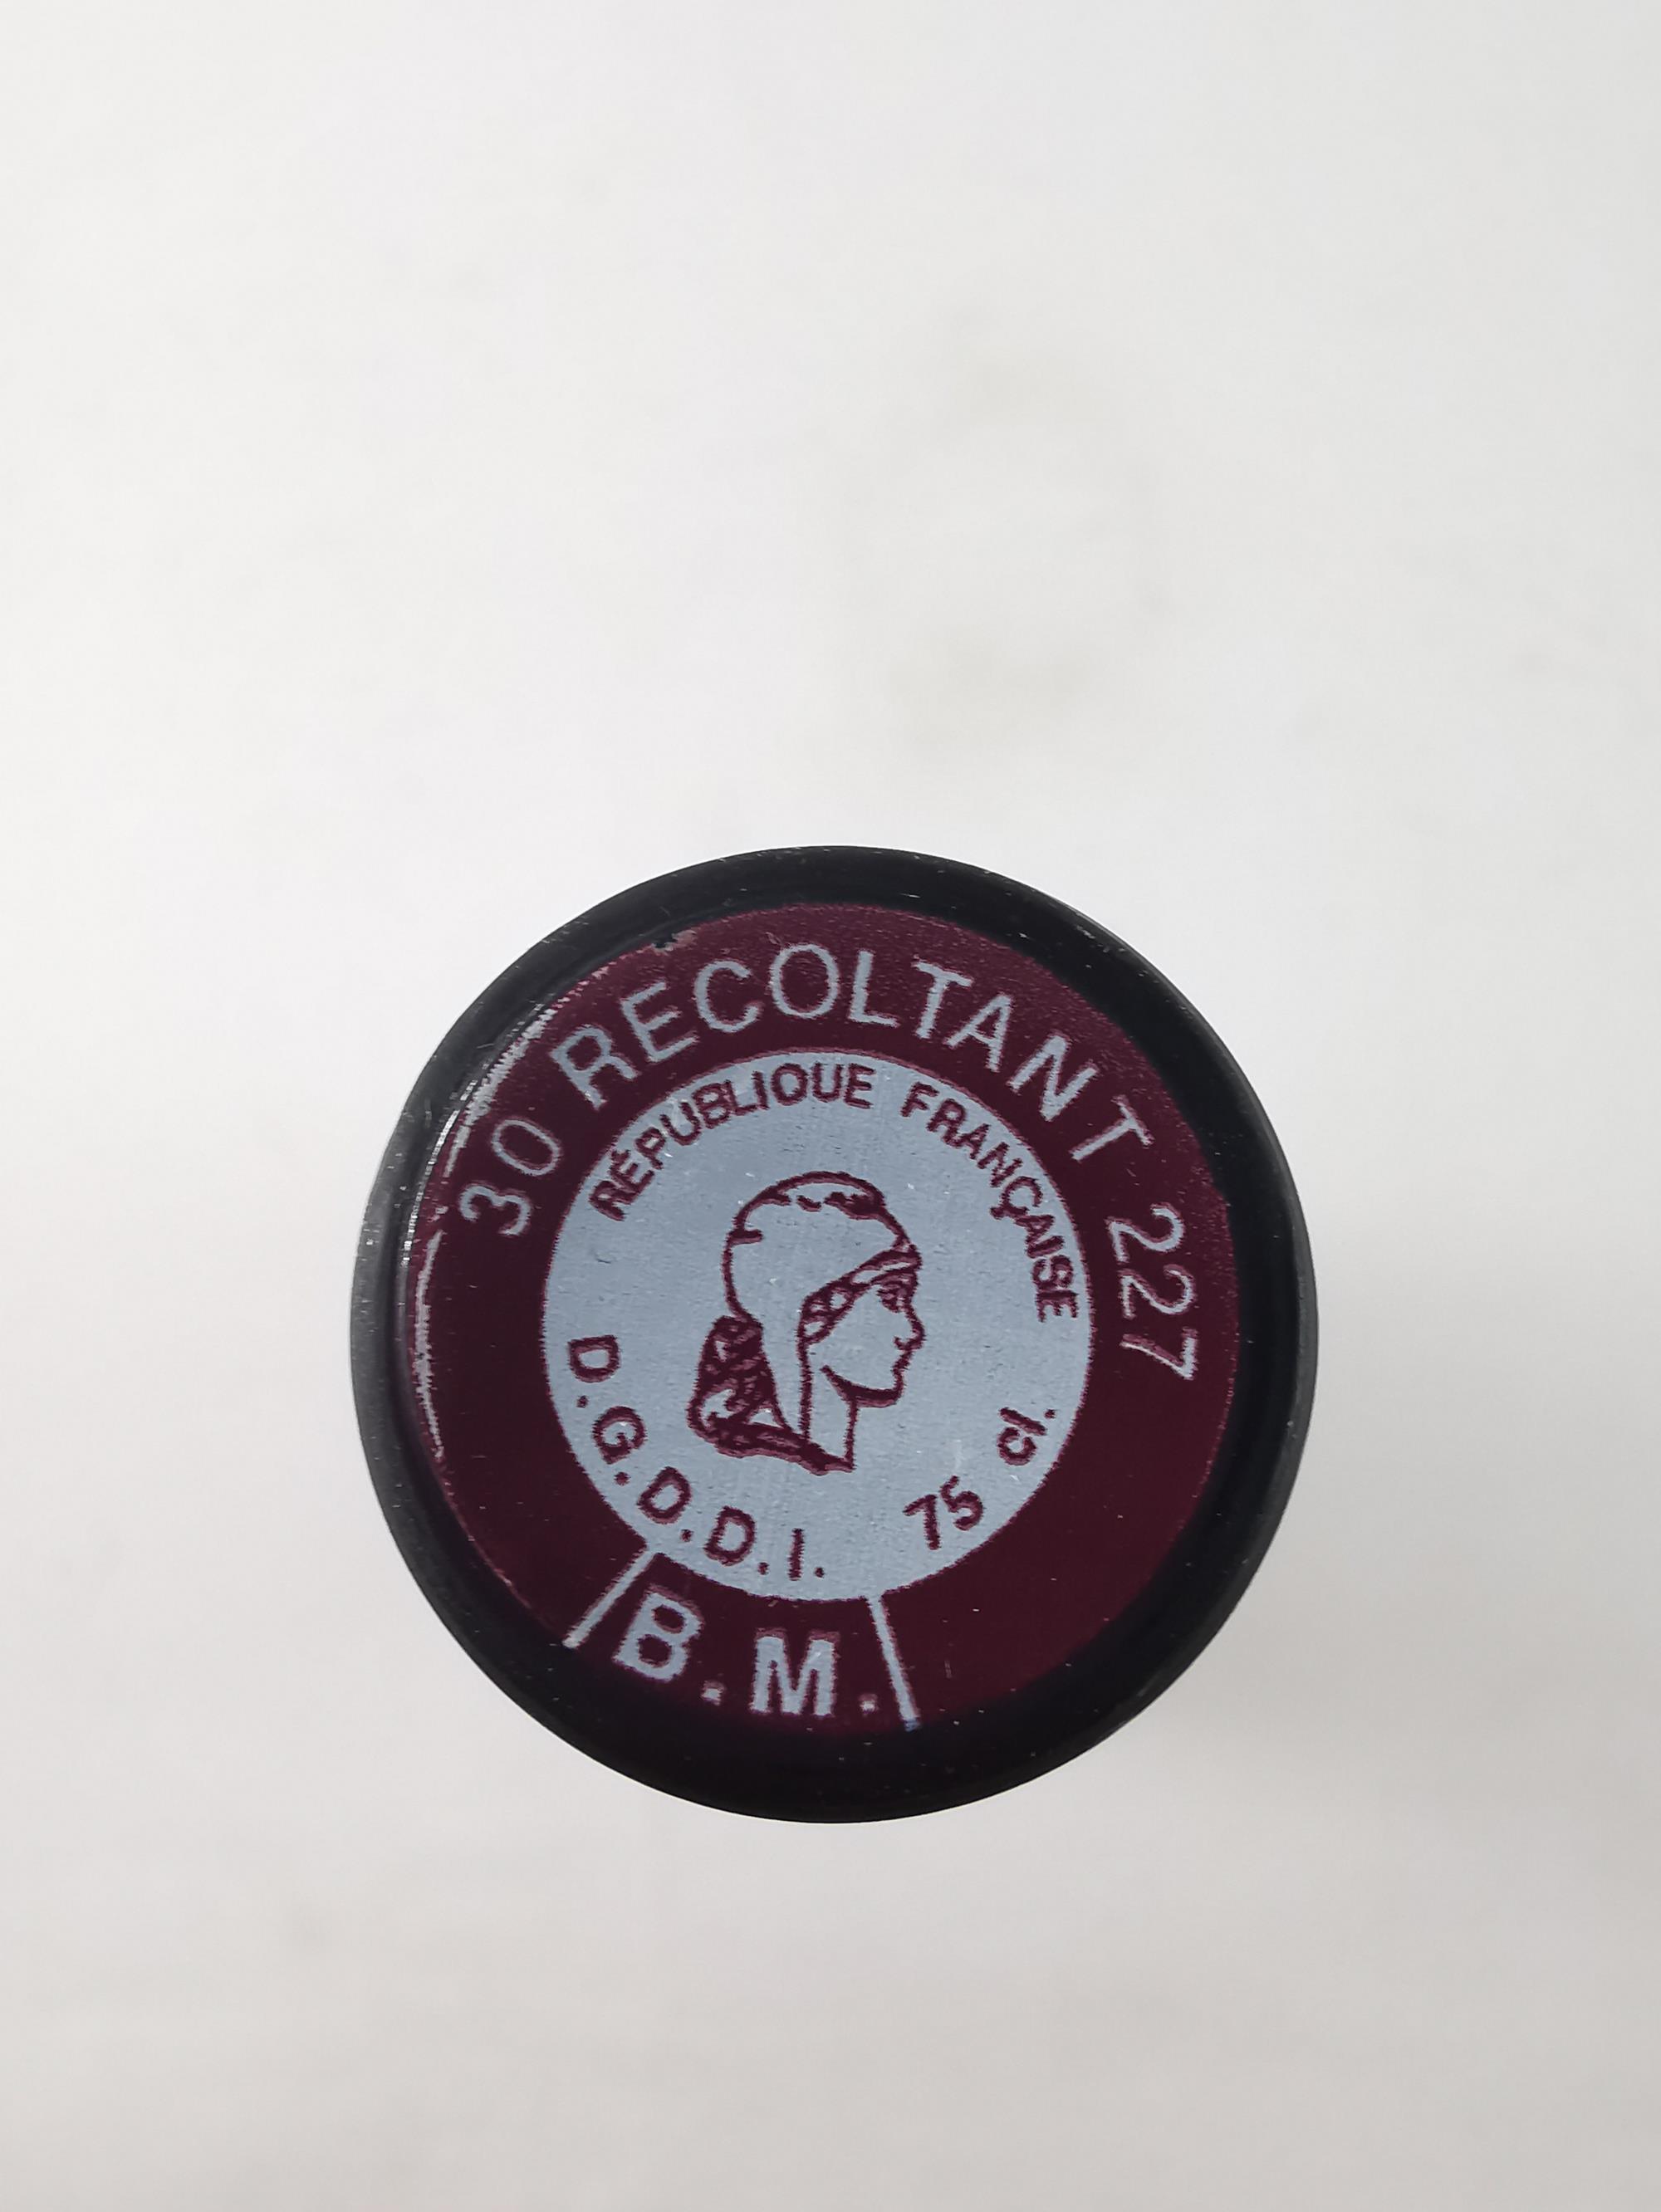 30 RECOLTANT 227
RÉPUBLIQUE FRANÇAISE
D.G.D.D.I. 75 cl.
B.M.